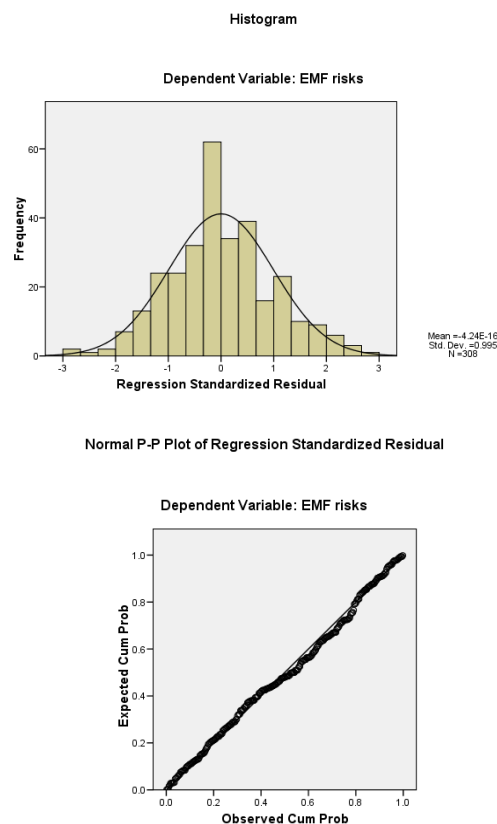 Histogram
Dependent Variable: EMF risks
Frequency
60
40
20
0
-3 -2 -1 0 1 2 3
Regression Standardized Residual
Mean =-4.24E-16
Std. Dev. =0.995
N =308
Normal P-P Plot of Regression Standardized Residual
Dependent Variable: EMF risks
Expected Cum Prob
1.0
0.8
0.6
0.4
0.2
0.0
0.0 0.2 0.4 0.6 0.8 1.0
Observed Cum Prob